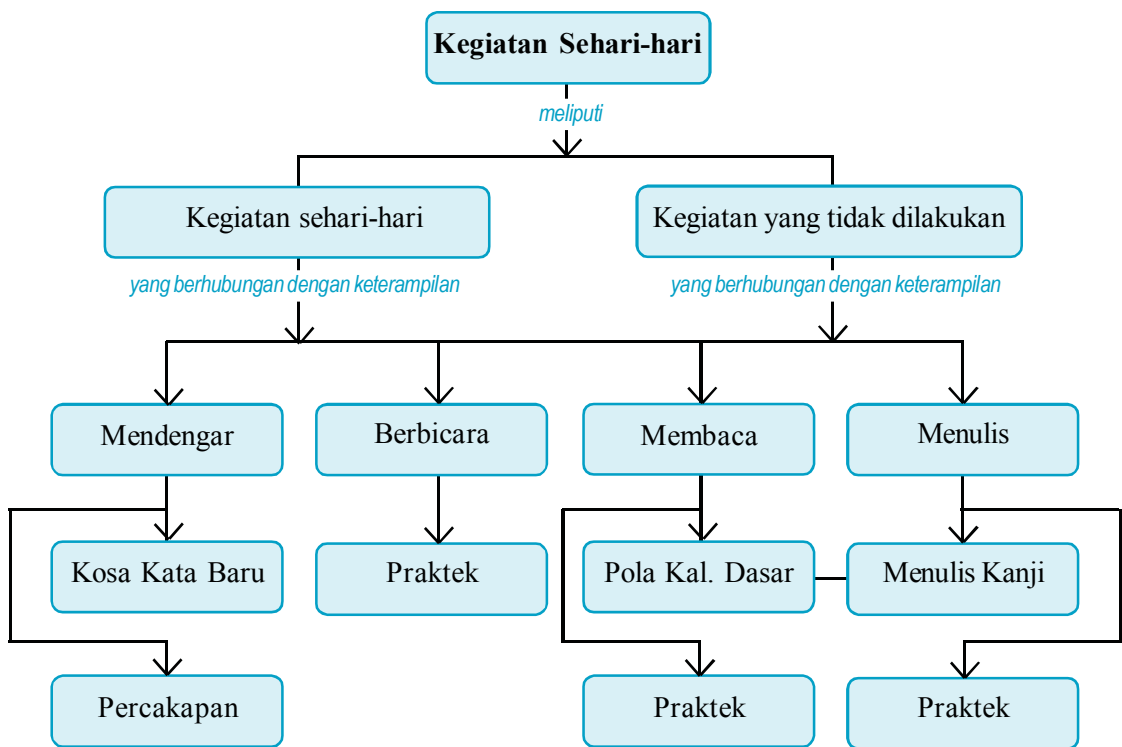 Kegiatan Sehari-hari
meliputi
Kegiatan sehari-hari
Kegiatan yang tidak dilakukan
yang berhubungan dengan keterampilan
yang berhubungan dengan keterampilan
Mendengar
Berbicara
Membaca
Menulis
Kosa Kata Baru
Praktek
Pola Kal. Dasar
Menulis Kanji
Percakapan
Praktek
Praktek